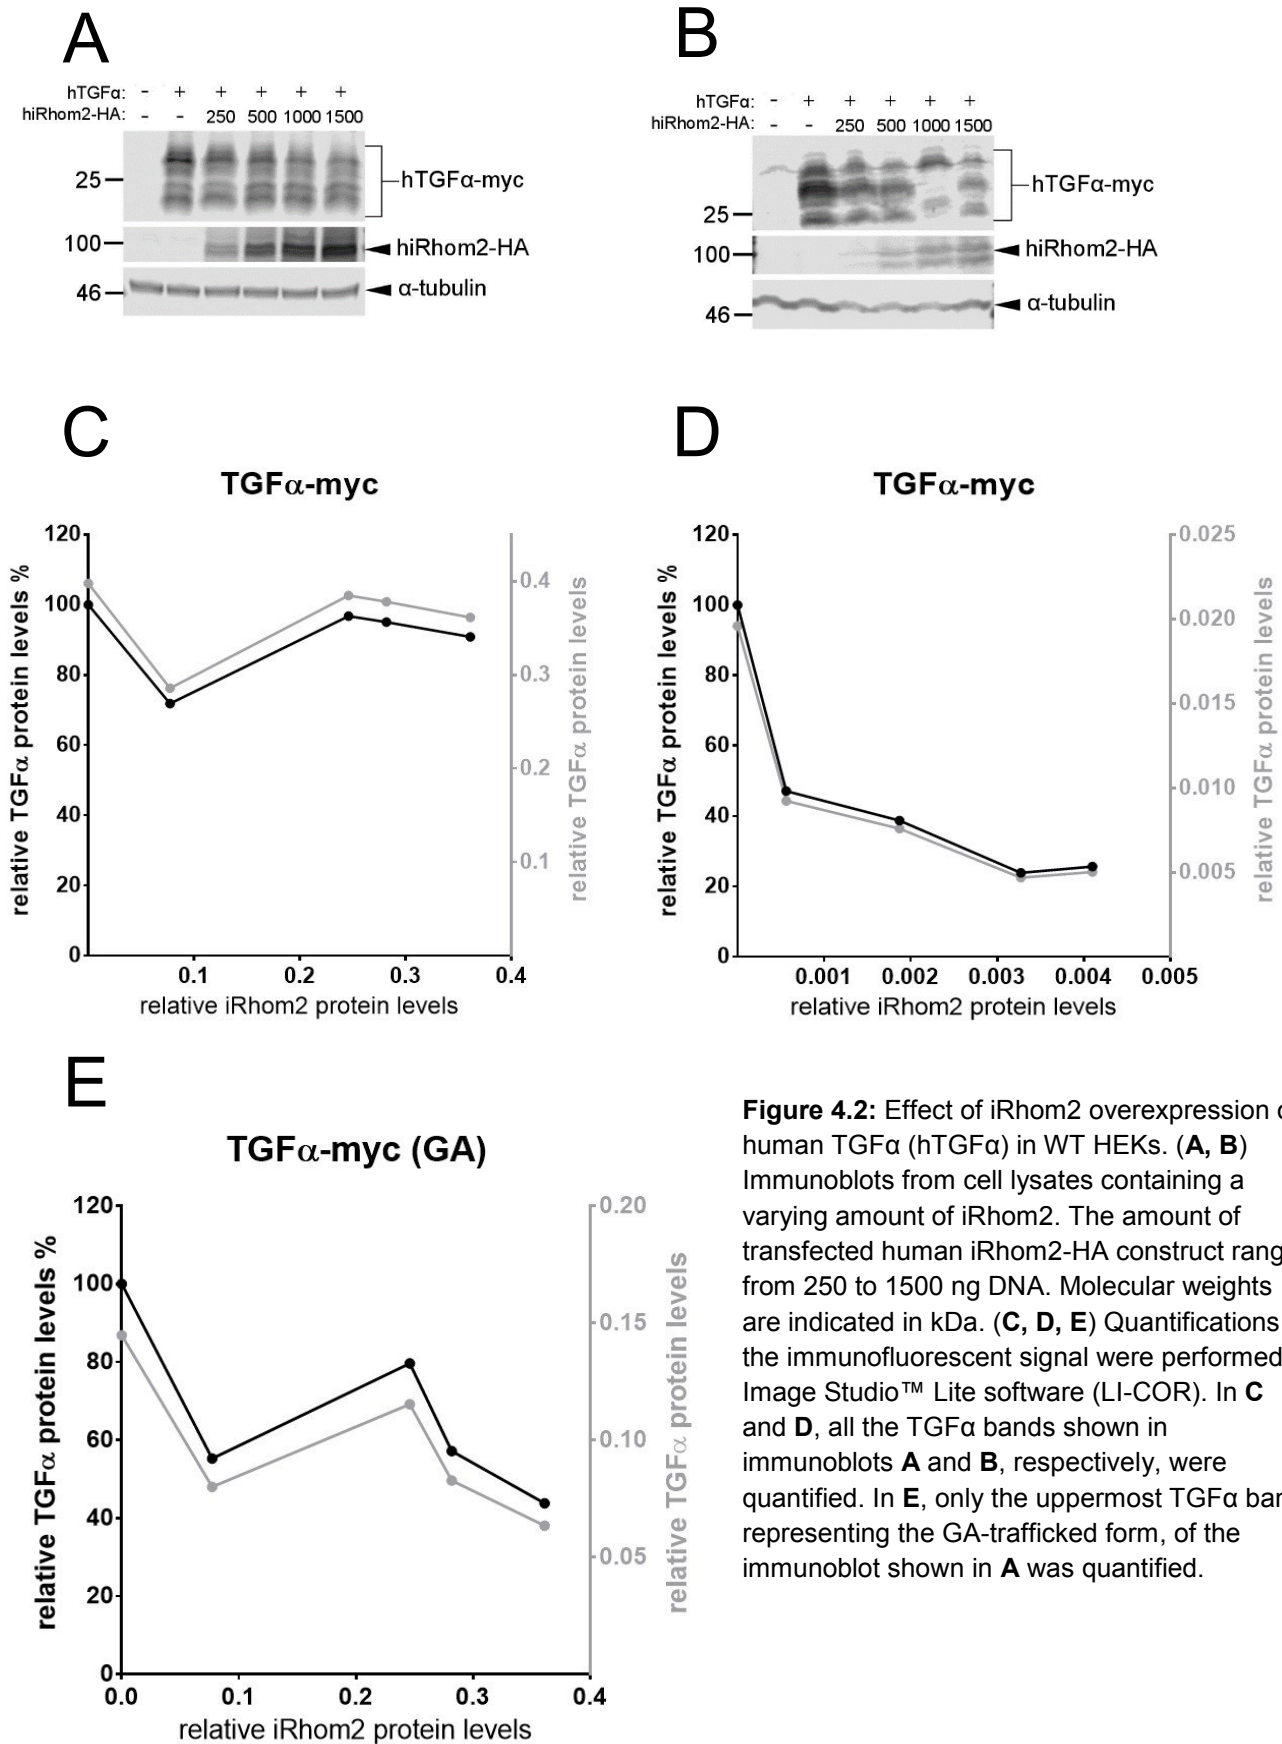 A
hTGFα: - + + + + +
hiRhom2-HA: - - 250 500 1000 1500
25
hTGFα-myc
100
hiRhom2-HA
46
α-tubulin
B
hTGFα: - + + + + +
hiRhom2-HA: - - 250 500 1000 1500
hTGFα-myc
25
100
hiRhom2-HA
46
α-tubulin
C
TGFα-myc
relative TGFα protein levels %
120
100
80
60
40
20
0
0.1 0.2 0.3 0.4
relative iRhom2 protein levels
0.4
0.3
0.2
0.1
relative TGFα protein levels
D
TGFα-myc
relative TGFα protein levels %
120
100
80
60
40
20
0
0.001 0.002 0.003 0.004 0.005
relative iRhom2 protein levels
0.025
0.020
0.015
0.010
0.005
relative TGFα protein levels
E
TGFα-myc (GA)
relative TGFα protein levels %
120
100
80
60
40
20
0
0.0 0.1 0.2 0.3 0.4
relative iRhom2 protein levels
0.20
0.15
0.10
0.05
relative TGFα protein levels
Figure 4.2: Effect of iRhom2 overexpression
human TGFα (hTGFα) in WT HEKs. (A, B)
Immunoblots from cell lysates containing a
varying amount of iRhom2. The amount of
transfected human iRhom2-HA construct rang
from 250 to 1500 ng DNA. Molecular weights
are indicated in kDa. (C, D, E) Quantifications
the immunofluorescent signal were performed
Image Studio™ Lite software (LI-COR). In C
and D, all the TGFα bands shown in
immunoblots A and B, respectively, were
quantified. In E, only the uppermost TGFα ban
representing the GA-trafficked form, of the
immunoblot shown in A was quantified.